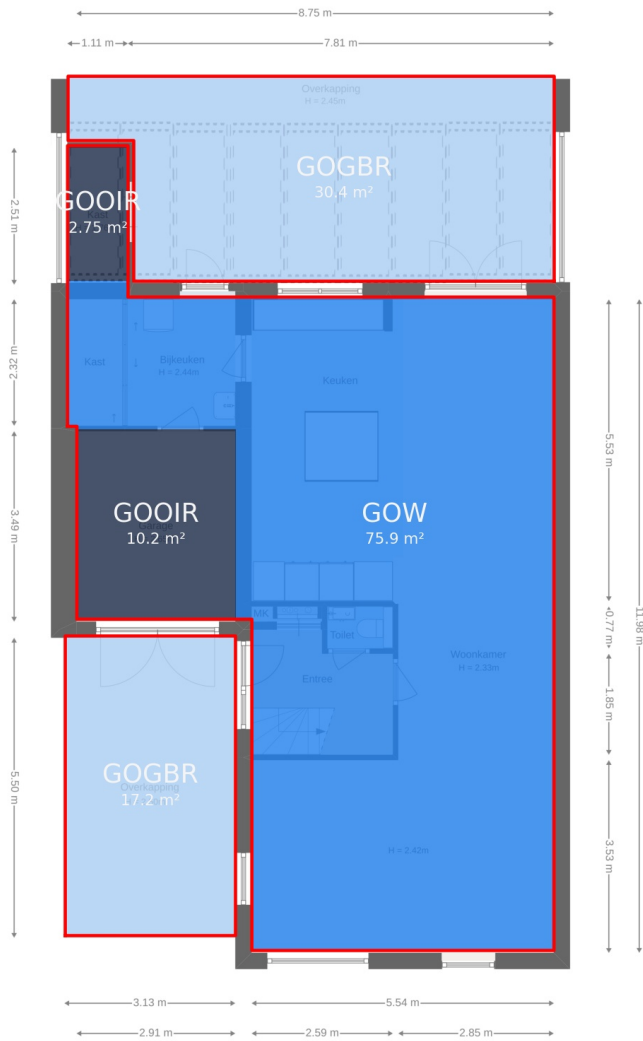 8.75 m
1.11 m
7.81 m
Overkapping
H = 2.45m
GOGBR
30.4 m²
GOOIR
Kast
2.75 m²
2.51 m
Kast
Bijkeuken
H = 2.44m
Keuken
2.32 m
5.53 m
GOOIR
Garage
10.2 m²
GOW
75.9 m²
3.49 m
11.98 m
MK
Toilet
0.77 m
Entree
Woonkamer
H = 2.33m
1.85 m
GOGBR
Overkapping
17.2 m²
5.50 m
H = 2.42m
3.53 m
3.13 m
5.54 m
2.91 m
2.59 m
2.85 m